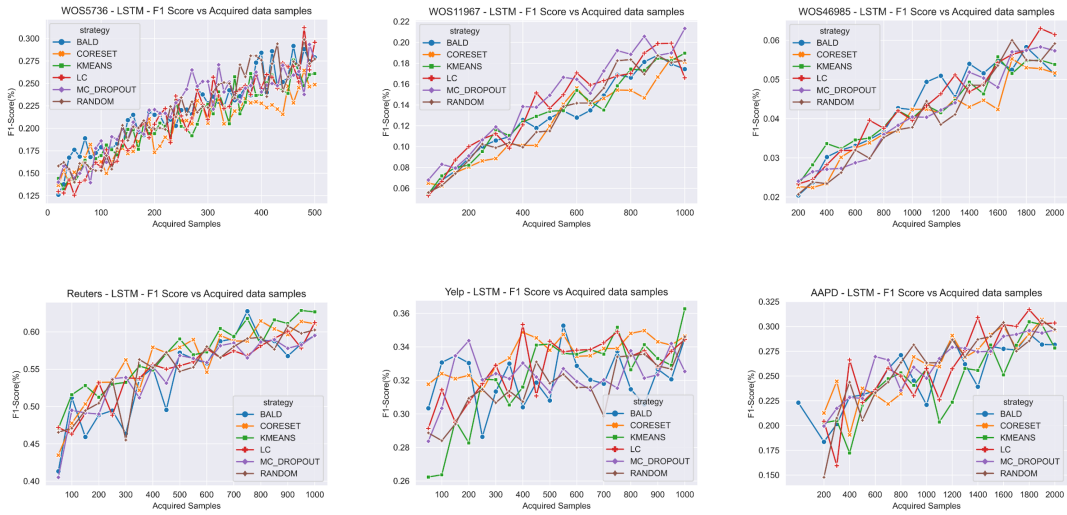 WOS5736 - LSTM - F1 Score vs Acquired data samples
F1-Score(%)
0.300
0.275
0.250
0.225
0.200
0.175
0.150
0.125
strategy
BALD
CORESET
KMEANS
LC
MC_DROPOUT
RANDOM
0
100
200
300
400
500
Acquired Samples
WOS11967 - LSTM - F1 Score vs Acquired data samples
F1-Score(%)
0.22
0.20
0.18
0.16
0.14
0.12
0.10
0.08
0.06
strategy
BALD
CORESET
KMEANS
LC
MC_DROPOUT
RANDOM
200
400
600
800
1000
Acquired Samples
WOS46985 - LSTM - F1 Score vs Acquired data samples
F1-Score(%)
0.06
0.05
0.04
0.03
0.02
strategy
BALD
CORESET
KMEANS
LC
MC_DROPOUT
RANDOM
200 400 600 800 1000 1200 1400 1600 1800 2000
Acquired Samples
Reuters - LSTM - F1 Score vs Acquired data samples
F1-Score(%)
0.60
0.55
0.50
0.45
0.40
strategy
BALD
CORESET
KMEANS
LC
MC_DROPOUT
RANDOM
100 200 300 400 500 600 700 800 900 1000
Acquired Samples
Yelp - LSTM - F1 Score vs Acquired data samples
F1-Score(%)
0.36
0.34
0.32
0.30
0.28
0.26
strategy
BALD
CORESET
KMEANS
LC
MC_DROPOUT
RANDOM
100 200 300 400 500 600 700 800 900 1000
Acquired Samples
AAPD - LSTM - F1 Score vs Acquired data samples
F1-Score(%)
0.325
0.300
0.275
0.250
0.225
0.200
0.175
0.150
strategy
BALD
CORESET
KMEANS
LC
MC_DROPOUT
RANDOM
200 400 600 800 1000 1200 1400 1600 1800 2000
Acquired Samples